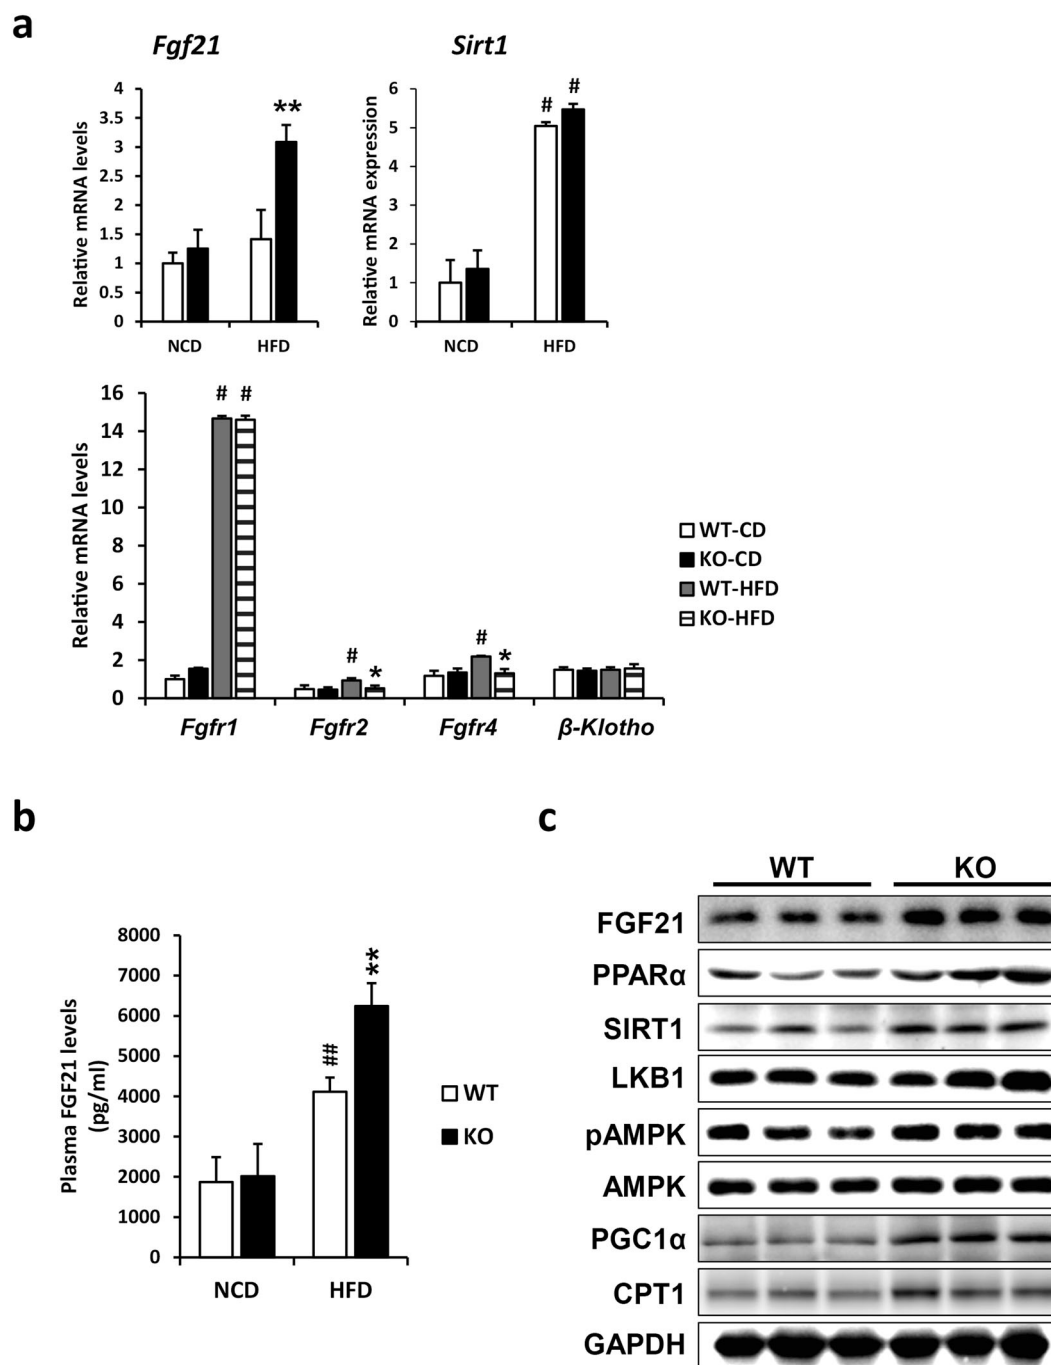 a
Fgf21
Sirt1
Relative mRNA levels
4
3.5
3
2.5
2
1.5
1
0.5
0
**
NCD
HFD
Relative mRNA expression
6
5
4
3
2
1
0
#
#
NCD
HFD
Relative mRNA levels
16
14
12
10
8
6
4
2
0
# #
#
*
#
*
Fgfr1
Fgfr2
Fgfr4
β-Klotho
WT-CD
KO-CD
WT-HFD
KO-HFD
b
Plasma FGF21 levels
(pg/ml)
8000
7000
6000
5000
4000
3000
2000
1000
0
##
**
NCD
HFD
WT
KO
c
WT KO
FGF21
PPARα
SIRT1
LKB1
pAMPK
AMPK
PGC1α
CPT1
GAPDH